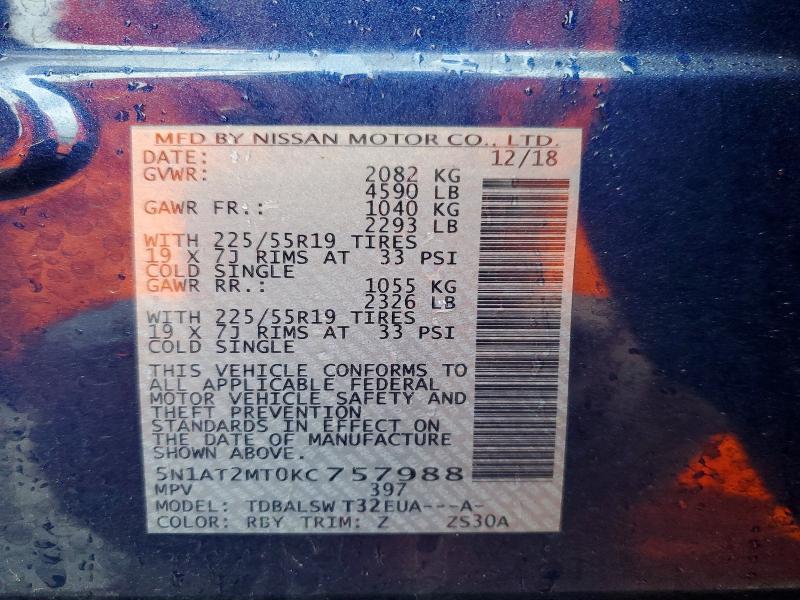 MFD BY NISSAN MOTOR CO., LTD.
DATE: 12/18
GVWR: 2082 KG
4590 LB
GAWR FR.: 1040 KG
2293 LB
WITH 225/55R19 TIRES
19 X 7J RIMS AT 33 PSI
COLD SINGLE
GAWR RR.: 1055 KG
2326 LB
WITH 225/55R19 TIRES
19 X 7J RIMS AT 33 PSI
COLD SINGLE
THIS VEHICLE CONFORMS TO
ALL APPLICABLE FEDERAL
MOTOR VEHICLE SAFETY AND
THEFT PREVENTION
STANDARDS IN EFFECT ON
THE DATE OF MANUFACTURE
SHOWN ABOVE.
5N1AT2MT0KC757988
MPV 397
MODEL: TDBALSW T32EUA---A-
COLOR: RBY TRIM: Z ZS30A